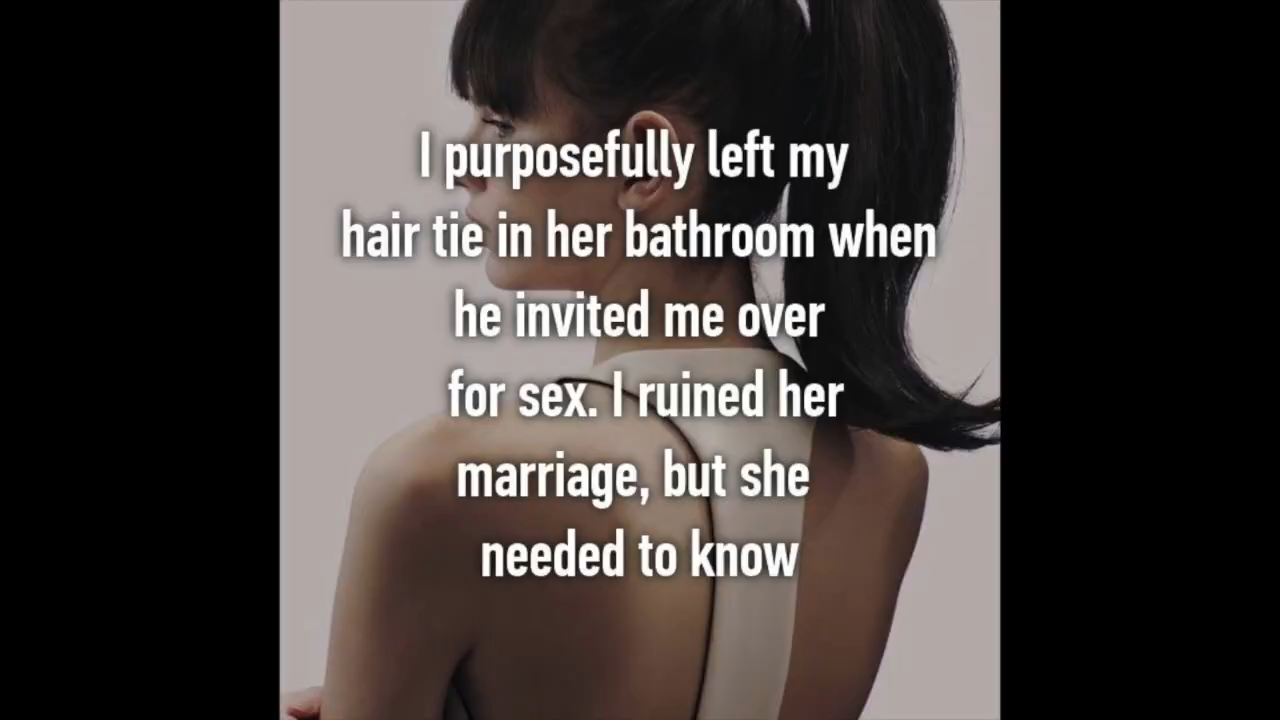 I purposefully left my
hair tie in her bathroom when
he invited me over
for sex. I ruined her
marriage, but she
needed to know